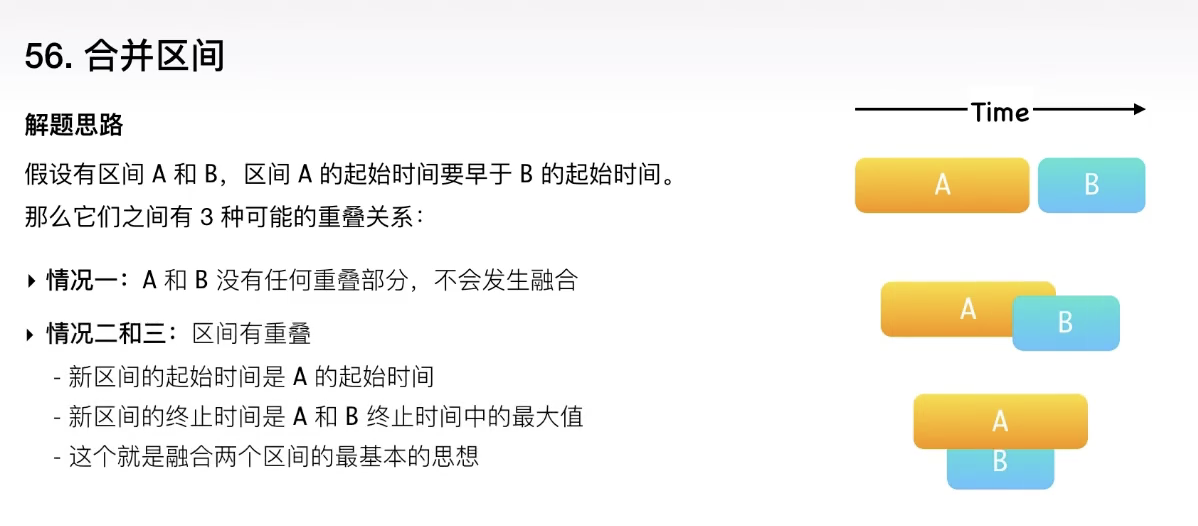 56. 合并区间
Time
解题思路
假设有区间 A 和 B，区间 A 的起始时间要早于 B 的起始时间。
那么它们之间有 3 种可能的重叠关系：
A B
情况一：A 和 B 没有任何重叠部分，不会发生融合
A
B
情况二和三：区间有重叠
- 新区间的起始时间是 A 的起始时间
- 新区间的终止时间是 A 和 B 终止时间中的最大值
- 这个就是融合两个区间的最基本的思想
A
B